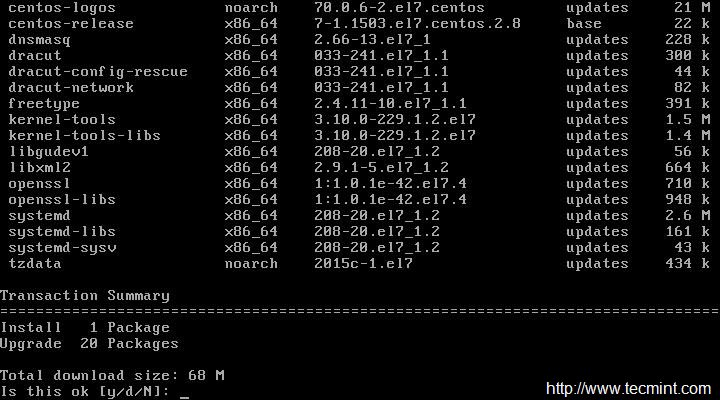 centos-logos noarch 70.0.6-2.el7.centos updates 21 M
centos-release x86_64 7-1.1503.el7.centos.2.8 base 22 k
dnsmasq x86_64 2.66-13.el7_1 updates 228 k
dracut x86_64 033-241.el7_1.1 updates 300 k
dracut-config-rescue x86_64 033-241.el7_1.1 updates 44 k
dracut-network x86_64 033-241.el7_1.1 updates 82 k
freetype x86_64 2.4.11-10.el7_1.1 updates 391 k
kernel-tools x86_64 3.10.0-229.1.2.el7 updates 1.5 M
kernel-tools-libs x86_64 3.10.0-229.1.2.el7 updates 1.4 M
libgudev1 x86_64 208-20.el7_1.2 updates 56 k
libxml2 x86_64 2.9.1-5.el7_1.2 updates 664 k
openssl x86_64 1:1.0.1e-42.el7.4 updates 710 k
openssl-libs x86_64 1:1.0.1e-42.el7.4 updates 948 k
systemd x86_64 208-20.el7_1.2 updates 2.6 M
systemd-libs x86_64 208-20.el7_1.2 updates 161 k
systemd-sysv x86_64 208-20.el7_1.2 updates 43 k
tzdata noarch 2015c-1.el7 updates 434 k
Transaction Summary
================================================================================
Install 1 Package
Upgrade 20 Packages
Total download size: 68 M
Is this ok [y/d/N]: _
http://www.tecmint.com